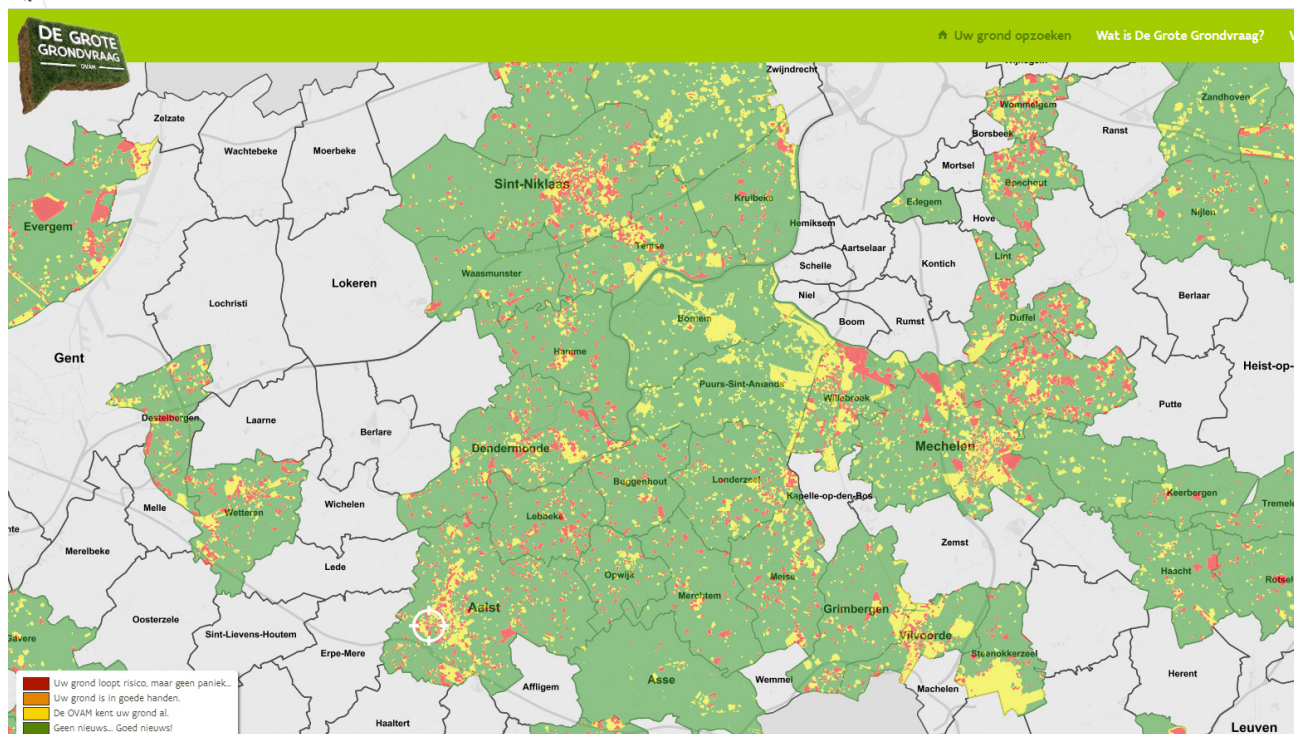 DE GROTE
GRONDVRAAG
OVAM
Uw grond opzoeken
Wat is De Grote Grondvraag?
V
Zwijndrecht
Wommelgem
Zandhoven
Zelzate
Borsbeek
Ranst
Wachtebeke
Moerbeke
Mortsel
Sint-Niklaas
Boechout
Kruibeke
Edegem
Nijlen
Evergem
Hemiksem
Hove
Temse
Aartselaar
Lint
Waasmunster
Schelle
Kontich
Lokeren
Niel
Berlaar
Lochristi
Bornem
Boom
Rumst
Duffel
Gent
Hamme
Heist-op-
Puurs-Sint-Amands
Willebroek
Putte
Destelbergen
Laarne
Berlare
Dendermonde
Mechelen
Buggenhout
Londerzeel
Kapelle-op-den-Bos
Keerbergen
Tremele
Wichelen
Melle
Wetteren
Lebbeke
Merelbeke
Zemst
Lede
Haacht
Opwijk
Meise
Rotsel
Merchtem
Aalst
Grimbergen
Oosterzele
Sint-Lievens-Houtem
Vilvoorde
Gavere
Erpe-Mere
Steenokkerzeel
Asse
Wemmel
Herent
Affligem
Machelen
Haaltert
Leuven
Uw grond loopt risico, maar geen paniek...
Uw grond is in goede handen.
De OVAM kent uw grond al.
Geen nieuws... Goed nieuws!